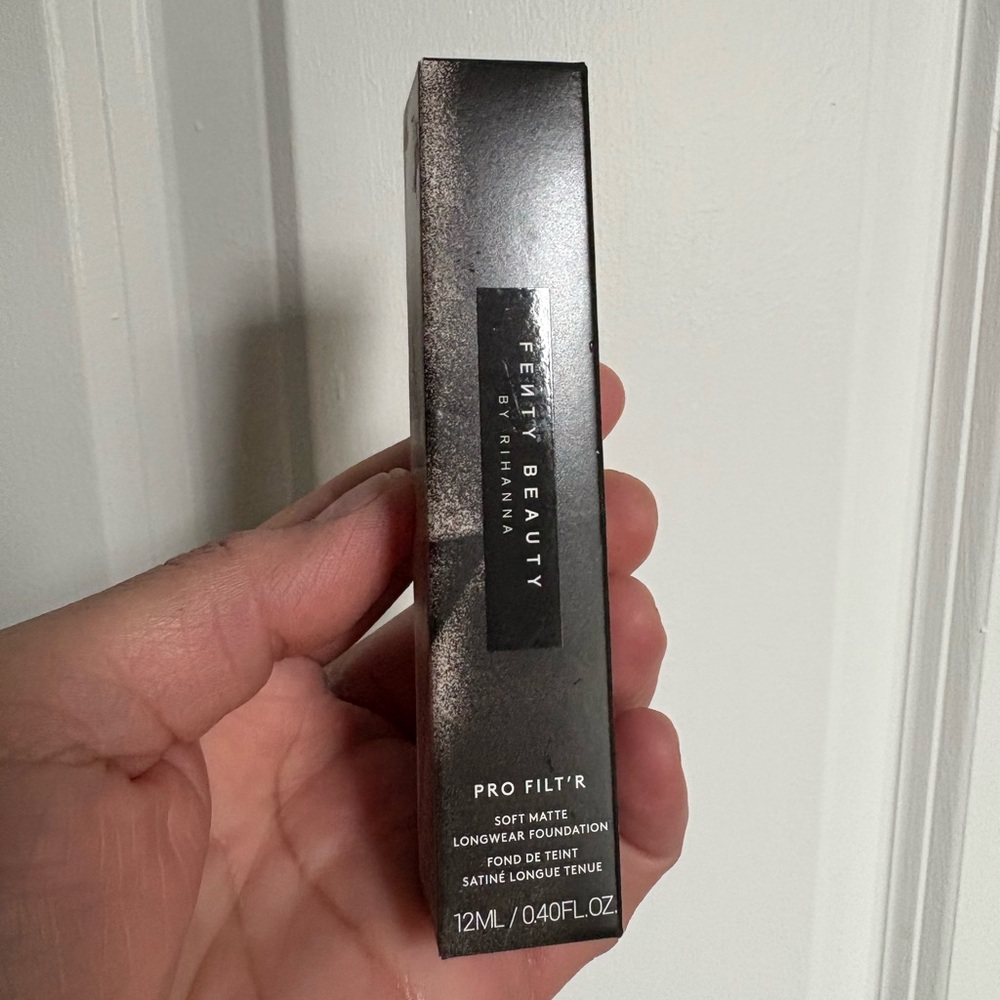 FENTY BEAUTY
BY RIHANNA
PRO FILT'R
SOFT MATTE
LONGWEAR FOUNDATION
FOND DE TEINT
SATINÉ LONGUE TENUE
12ML / 0.40FL.OZ.